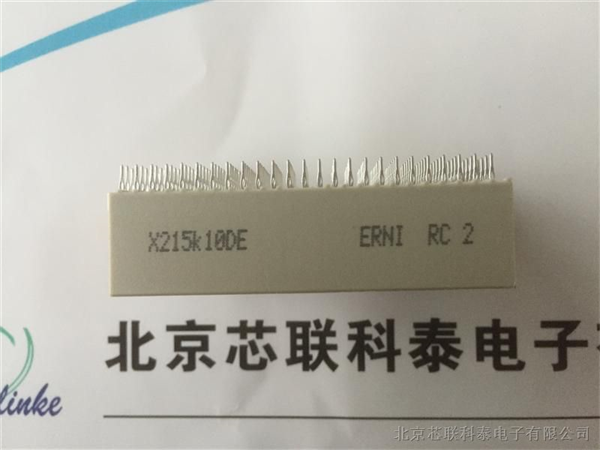 X215k10DE ERNI RC 2
北京芯联科泰电子有
linke
北京芯联科泰电子有限公司